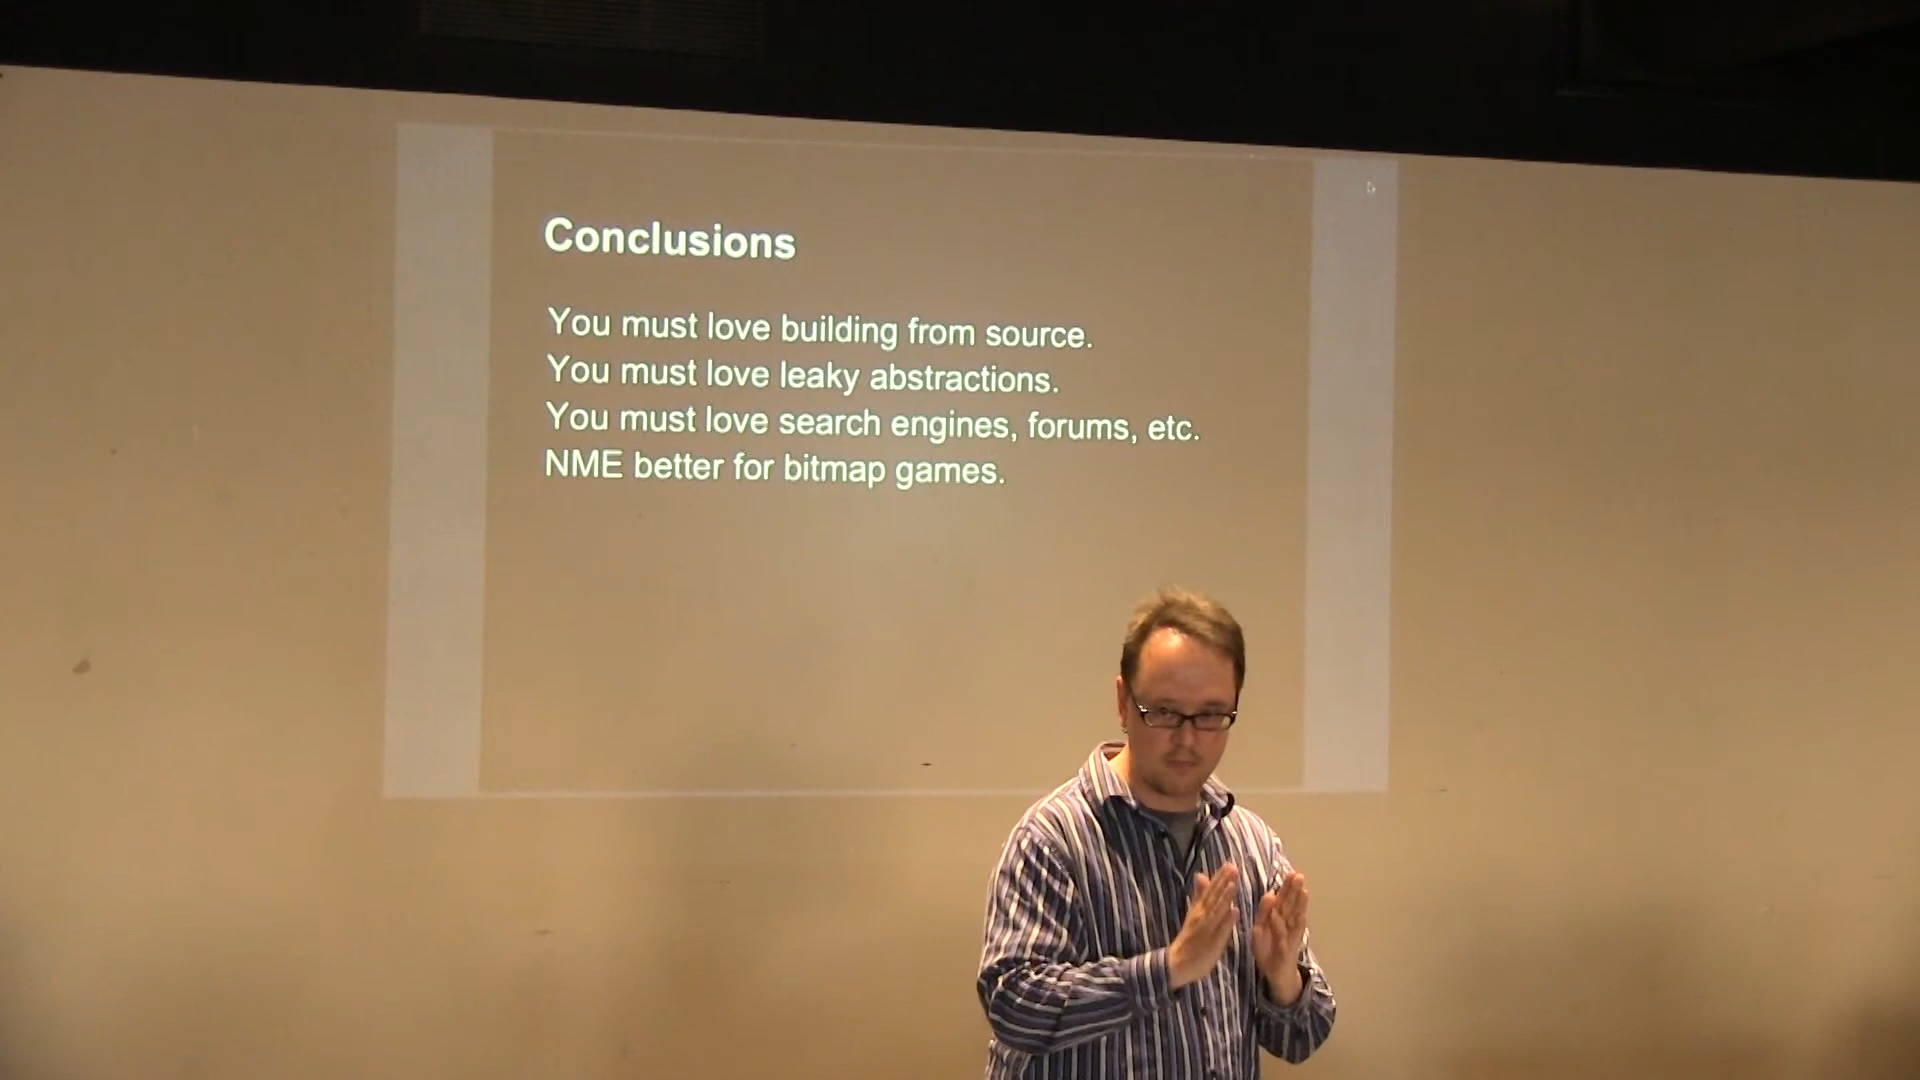 Conclusions
You must love building from source.
You must love leaky abstractions.
You must love search engines, forums, etc.
NME better for bitmap games.